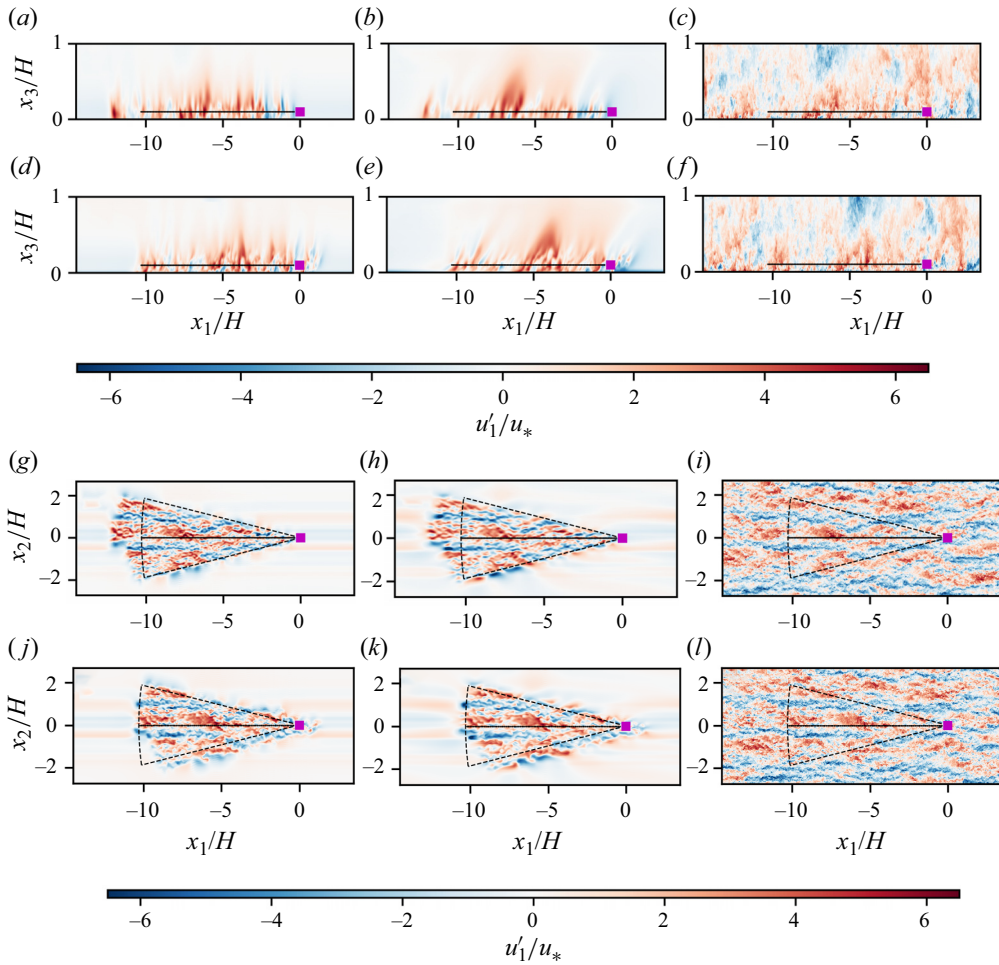 (a) (b) (c)
1
x3/H
0
−10 −5 0 −10 −5 0 −10 −5 0
(d) (e) (f)
1
x3/H
0
−10 −5 0 −10 −5 0 −10 −5 0
x1/H x1/H x1/H
−6 −4 −2 0 2 4 6
u′1/u*
(g) (h) (i)
2
x2/H 0
−2
−10 −5 0 −10 −5 0 −10 −5 0
(j) (k) (l)
2
x2/H 0
−2
−10 −5 0 −10 −5 0 −10 −5 0
x1/H x1/H x1/H
−6 −4 −2 0 2 4 6
u′1/u*